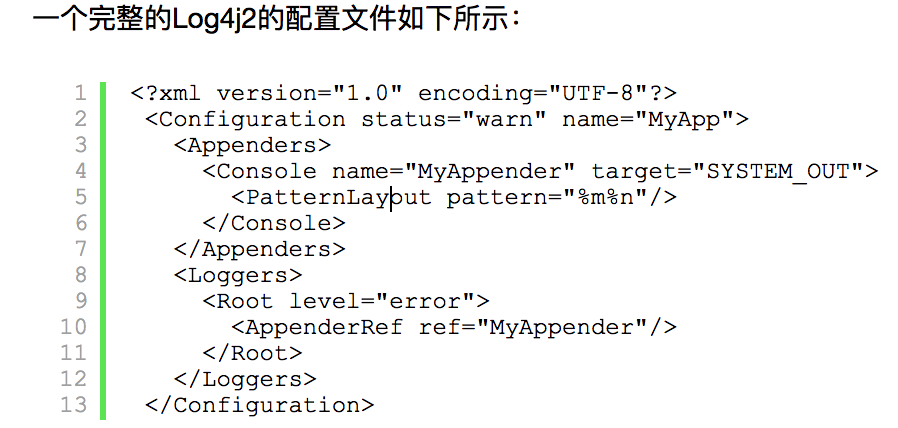 一个完整的Log4j2的配置文件如下所示：
1 <?xml version="1.0" encoding="UTF-8"?>
2 <Configuration status="warn" name="MyApp">
3 <Appenders>
4 <Console name="MyAppender" target="SYSTEM_OUT">
5 <PatternLayout pattern="%m%n"/>
6 </Console>
7 </Appenders>
8 <Loggers>
9 <Root level="error">
10 <AppenderRef ref="MyAppender"/>
11 </Root>
12 </Loggers>
13 </Configuration>